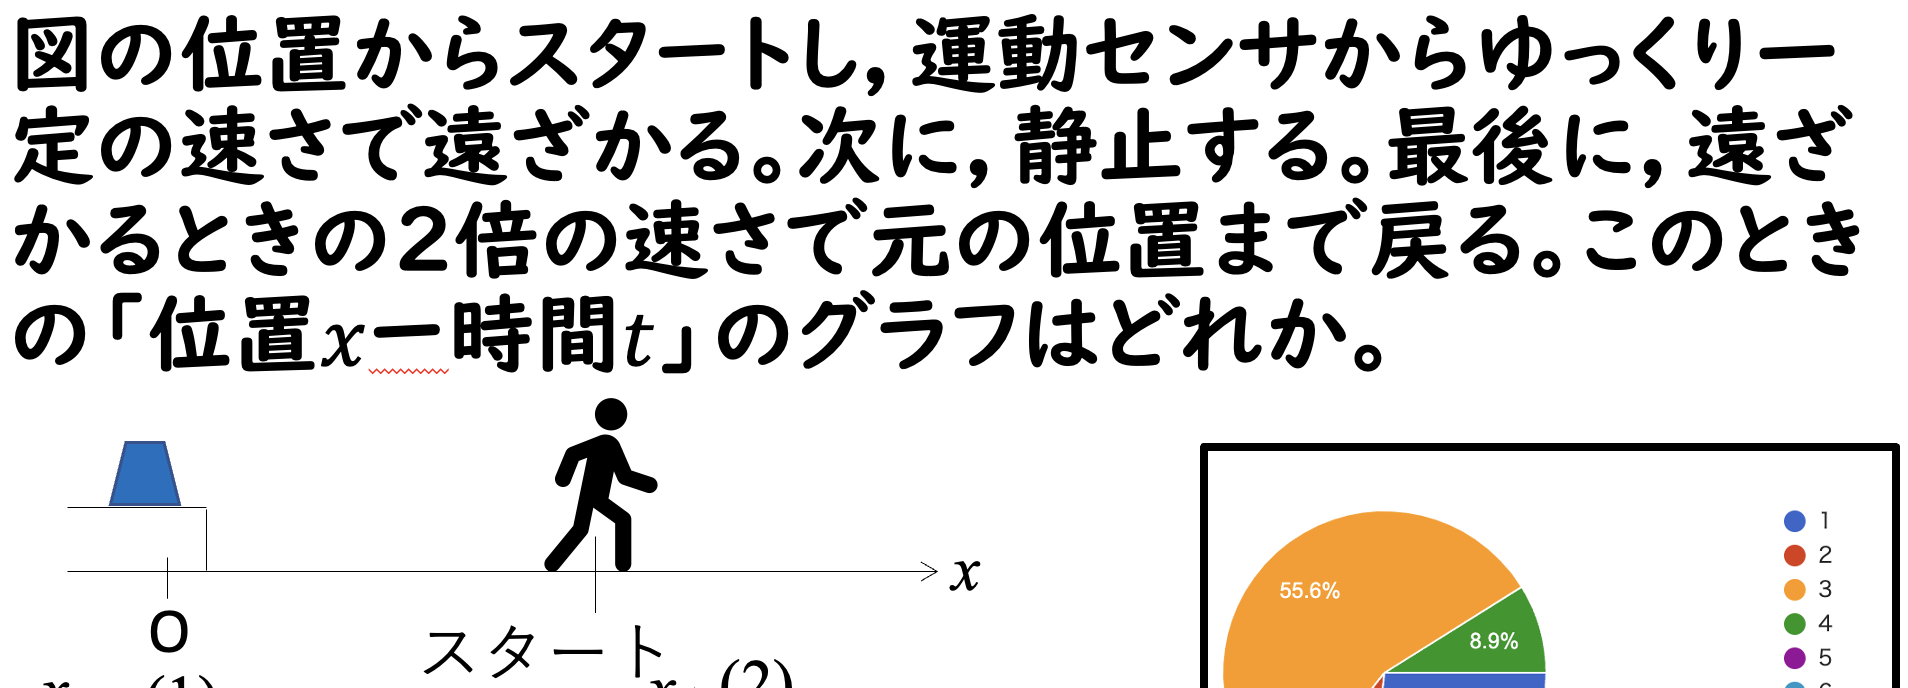 図の位置からスタートし，運動センサからゆっくり一
定の速さで遠ざかる。次に，静止する。最後に，遠ざ
かるときの２倍の速さで元の位置まで戻る。このとき
の「位置x―時間t」のグラフはどれか。
x
O
スタート
x (1)
x (2)
55.6%
8.9%
1
2
3
4
5
6